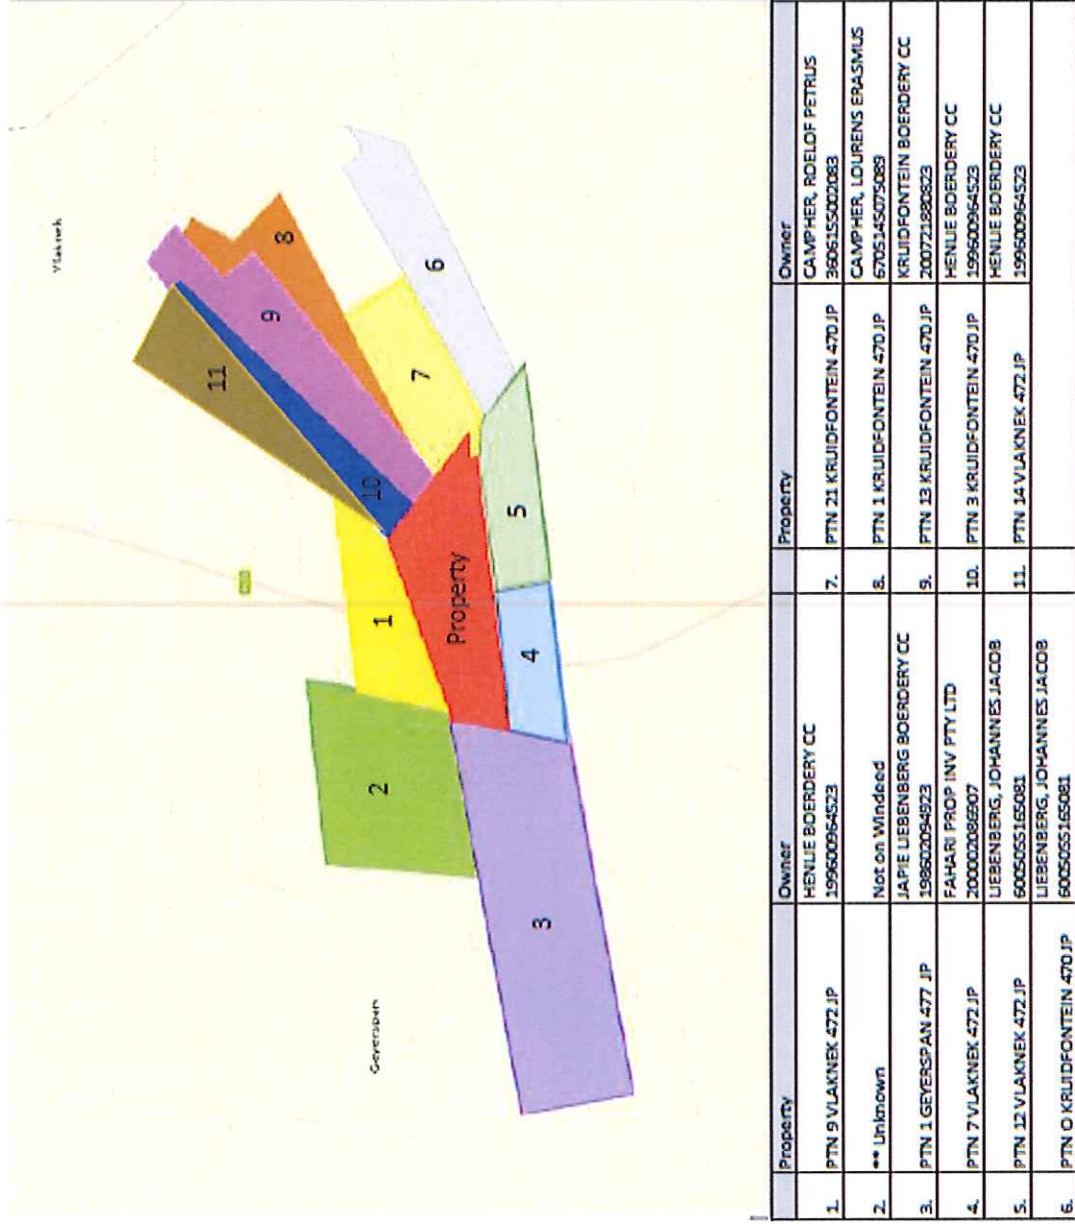 Vlaknek
Geyerspan
11
9
8
10
7
6
1
2
Property
5
4
3
Property
Owner
Property
Owner
1. PTN 9 VLAKNEK 472 JP
HENLIE BOERDERY CC
199600964523
7. PTN 21 KRUIDFONTEIN 470 JP
CAMPHER, ROELOF PETRUS
3606155002083
2. ** Unknown
Not on Windeed
8. PTN 1 KRUIDFONTEIN 470 JP
CAMPHER, LOURENS ERASMUS
6705145075089
3. PTN 1 GEYERSPAN 477 JP
JAPIE LIEBENBERG BOERDERY CC
198602094923
9. PTN 13 KRUIDFONTEIN 470 JP
KRUIDFONTEIN BOERDERY CC
200721880823
4. PTN 7 VLAKNEK 472 JP
FAHARI PROP INV PTY LTD
200002086907
10. PTN 3 KRUIDFONTEIN 470 JP
HENLIE BOERDERY CC
199600964523
5. PTN 12 VLAKNEK 472 JP
LIEBENBERG, JOHANNES JACOB
6005055165081
11. PTN 14 VLAKNEK 472 JP
HENLIE BOERDERY CC
199600964523
6. PTN 0 KRUIDFONTEIN 470 JP
LIEBENBERG, JOHANNES JACOB
6005055165081